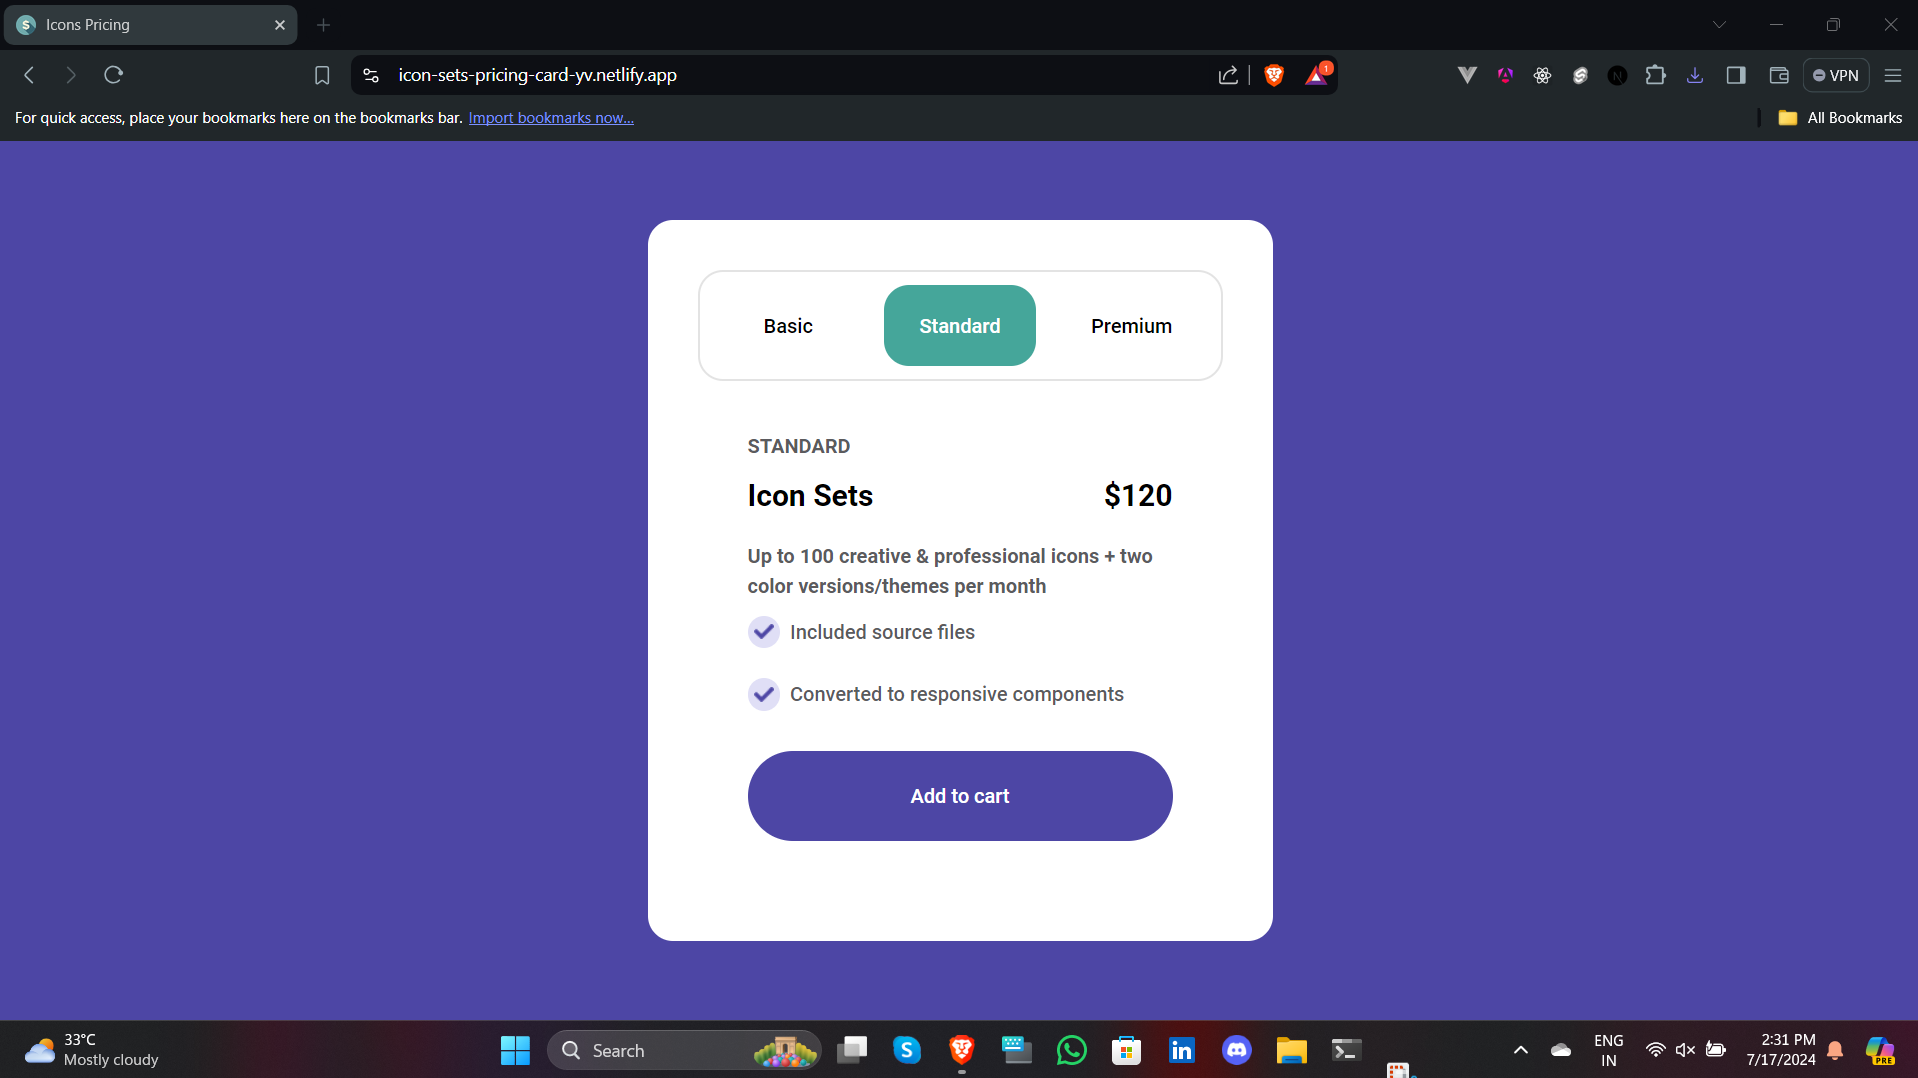 Icons Pricing
icon-sets-pricing-card-yv.netlify.app
1
VPN
For quick access, place your bookmarks here on the bookmarks bar. Import bookmarks now...
All Bookmarks
Basic
Standard
Premium
STANDARD
Icon Sets
$120
Up to 100 creative & professional icons + two
color versions/themes per month
Included source files
Converted to responsive components
Add to cart
33°C
Mostly cloudy
Search
ENG
IN
2:31 PM
7/17/2024
PRE